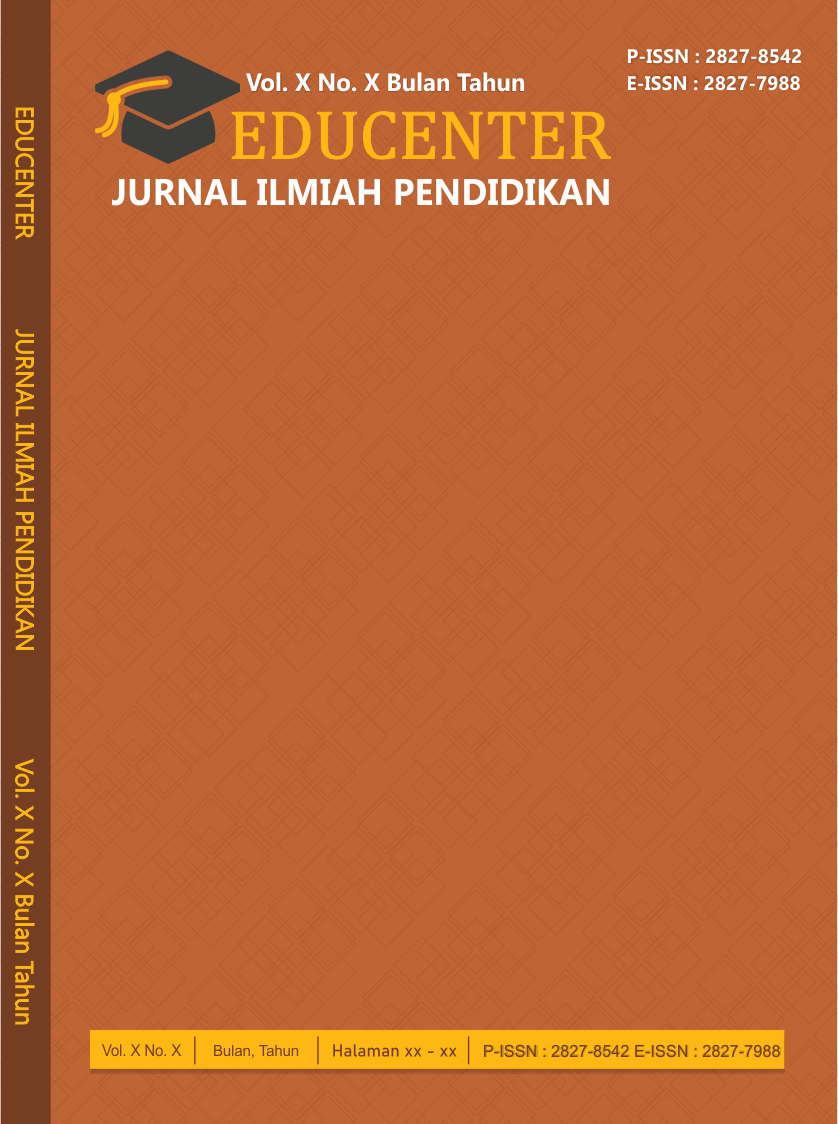 Vol. X No. X Bulan Tahun
P-ISSN : 2827-8542
E-ISSN : 2827-7988
EDUCENTER
JURNAL ILMIAH PENDIDIKAN
EDUCENTER
JURNAL ILMIAH PENDIDIKAN
Vol. X No. X Bulan Tahun
Vol. X No. X
Bulan, Tahun
Halaman xx - xx
P-ISSN : 2827-8542 E-ISSN : 2827-7988